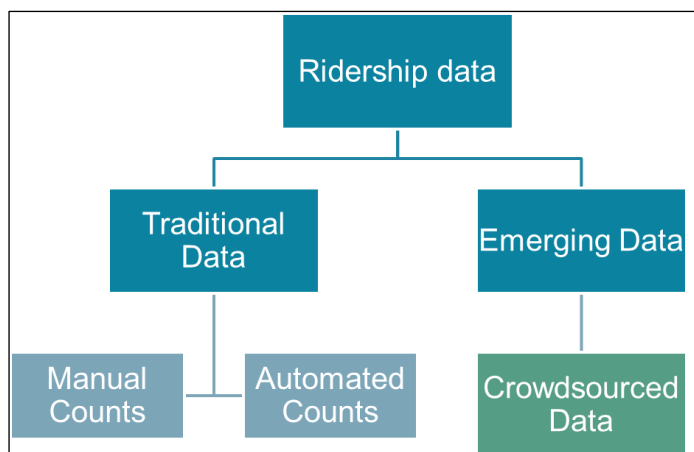 Ridership data
Traditional
Data
Emerging Data
Manual
Counts
Automated
Counts
Crowdsourced
Data